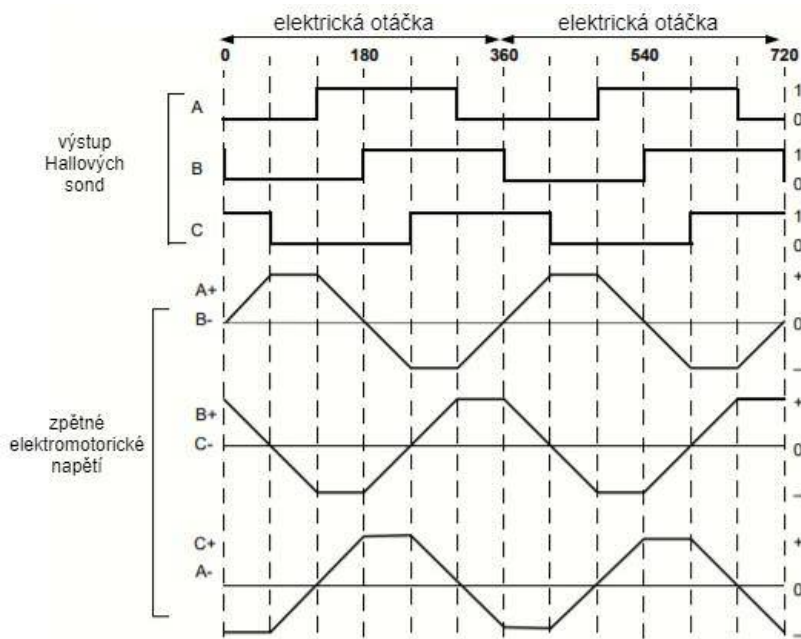 elektrická otáčka elektrická otáčka
0 180 360 540 720
A 1
0
výstup
Hallových
sond
B 1
0
C 1
0
A+ +
B- 0
–
B+ +
C- 0
–
zpětné
elektromotorické
napětí
C+ +
A- 0
–